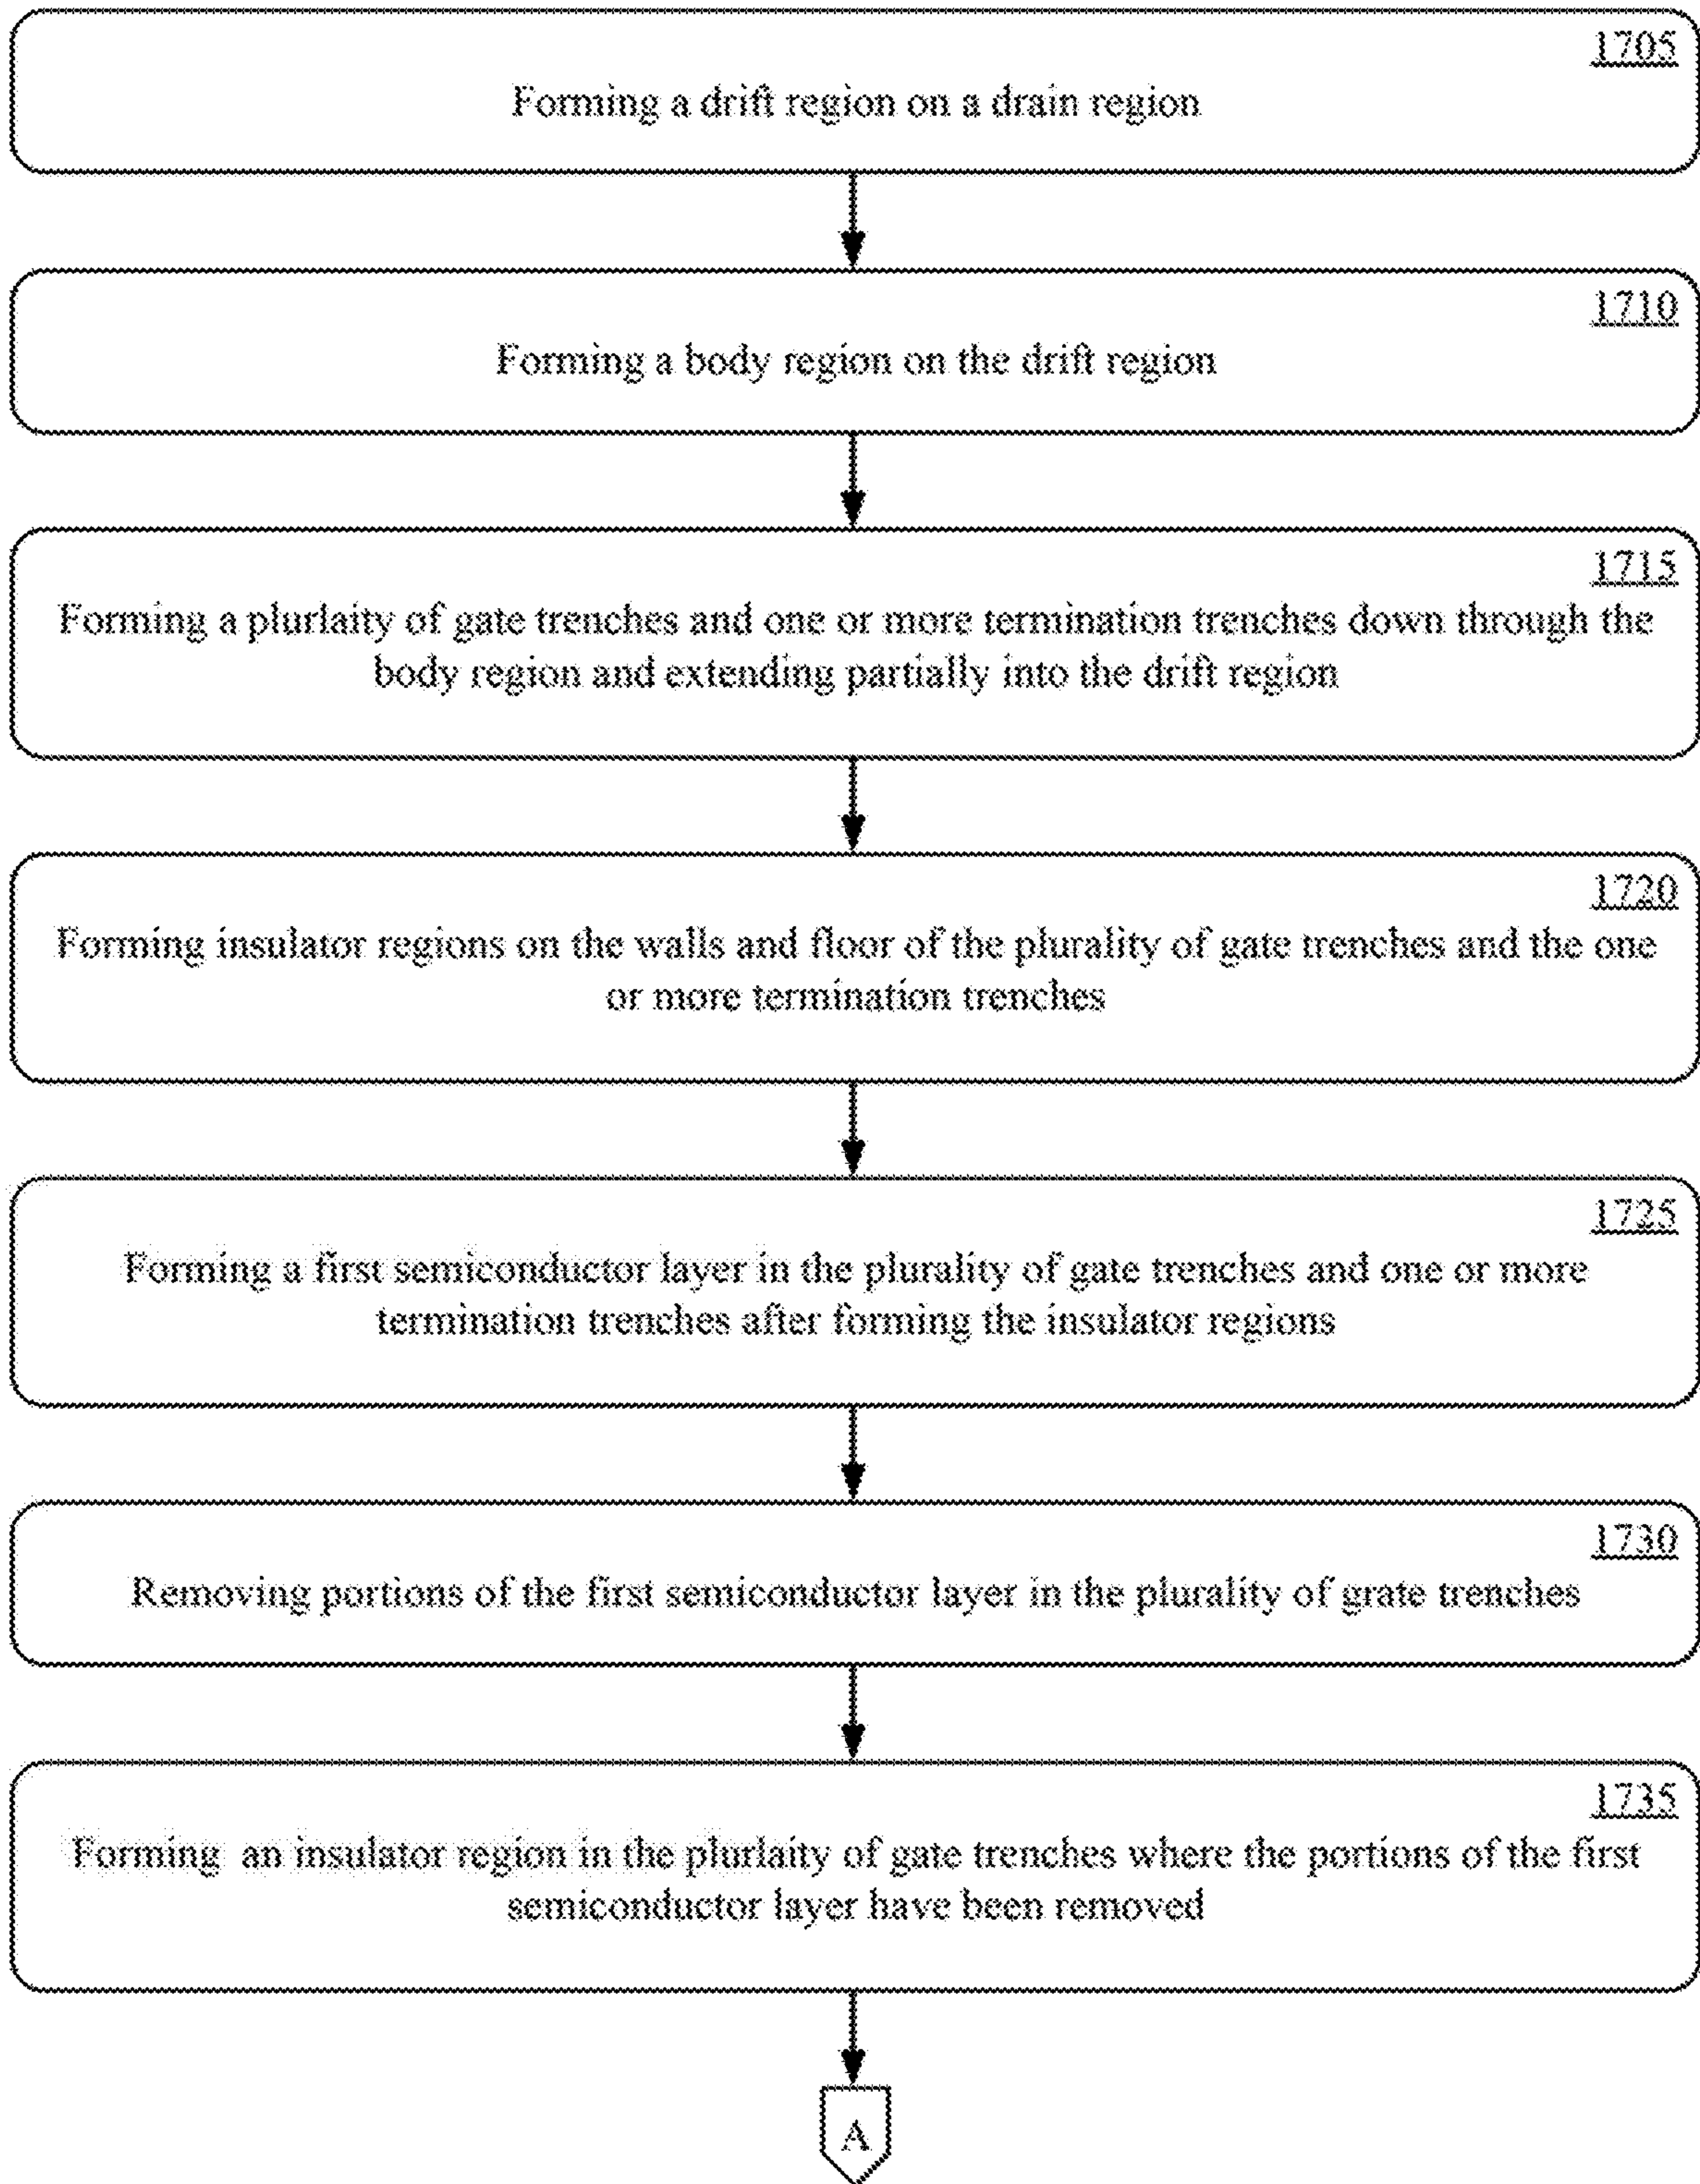 1705
Forming a drift region on a drain region
1710
Forming a body region on the drift region
1715
Forming a plurlaity of gate trenches and one or more termination trenches down through the
body region and extending partially into the drift region
1720
Forming insulator regions on the walls and floor of the plurality of gate trenches and the one
or more termination trenches
1725
Forming a first semiconductor layer in the plurality of gate trenches and one or more
termination trenches after forming the insulator regions
1730
Removing portions of the first semiconductor layer in the plurality of grate trenches
1735
Forming an insulator region in the plurlaity of gate trenches where the portions of the first
semiconductor layer have been removed
A